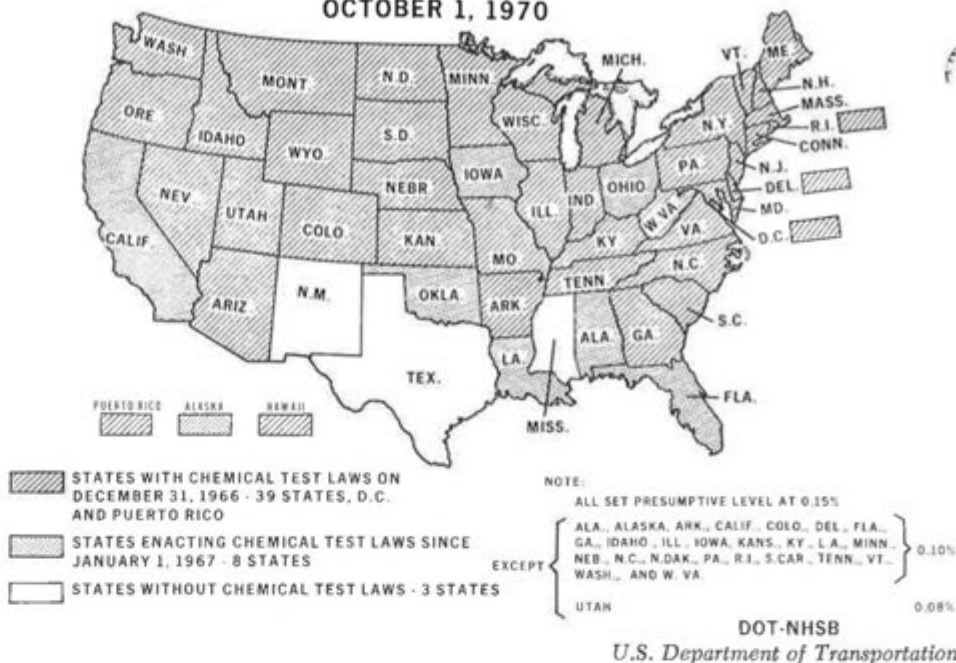 OCTOBER 1, 1970
WASH
MONT.
N.D.
MINN.
MICH.
VT.
ME.
N.H.
MASS.
R.I.
CONN.
ORE.
IDAHO
S.D.
WISC.
N.Y.
WYO.
IOWA
PA.
N.J.
NEV.
NEBR
OHIO
DEL.
UTAH
ILL.
IND.
W.VA.
MD.
CALIF.
COLO.
KAN.
MO.
KY
VA.
D.C.
N.C.
TENN.
ARIZ.
N.M.
OKLA.
ARK.
S.C.
ALA.
GA.
LA.
TEX.
FLA.
MISS.
PUERTO RICO ALASKA HAWAII
STATES WITH CHEMICAL TEST LAWS ON
DECEMBER 31, 1966 - 39 STATES, D.C.
AND PUERTO RICO
STATES ENACTING CHEMICAL TEST LAWS SINCE
JANUARY 1, 1967 - 8 STATES
STATES WITHOUT CHEMICAL TEST LAWS - 3 STATES
NOTE:
ALL SET PRESUMPTIVE LEVEL AT 0.15%
EXCEPT
ALA., ALASKA, ARK., CALIF., COLO., DEL., FLA.,
GA., IDAHO, ILL., IOWA, KANS., KY., L.A., MINN.,
NEB., N.C., N.DAK., PA., R.I., S.CAR., TENN., VT.,
WASH., AND W. VA.
0.10%
UTAH 0.08%
DOT-NHSB
U.S. Department of Transportation